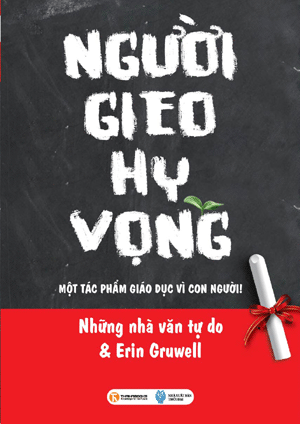 NGƯỜI
GIEO
HY
VỌNG
MỘT TÁC PHẨM GIÁO DỤC VÌ CON NGƯỜI!
Những nhà văn tự do
& Erin Gruwell